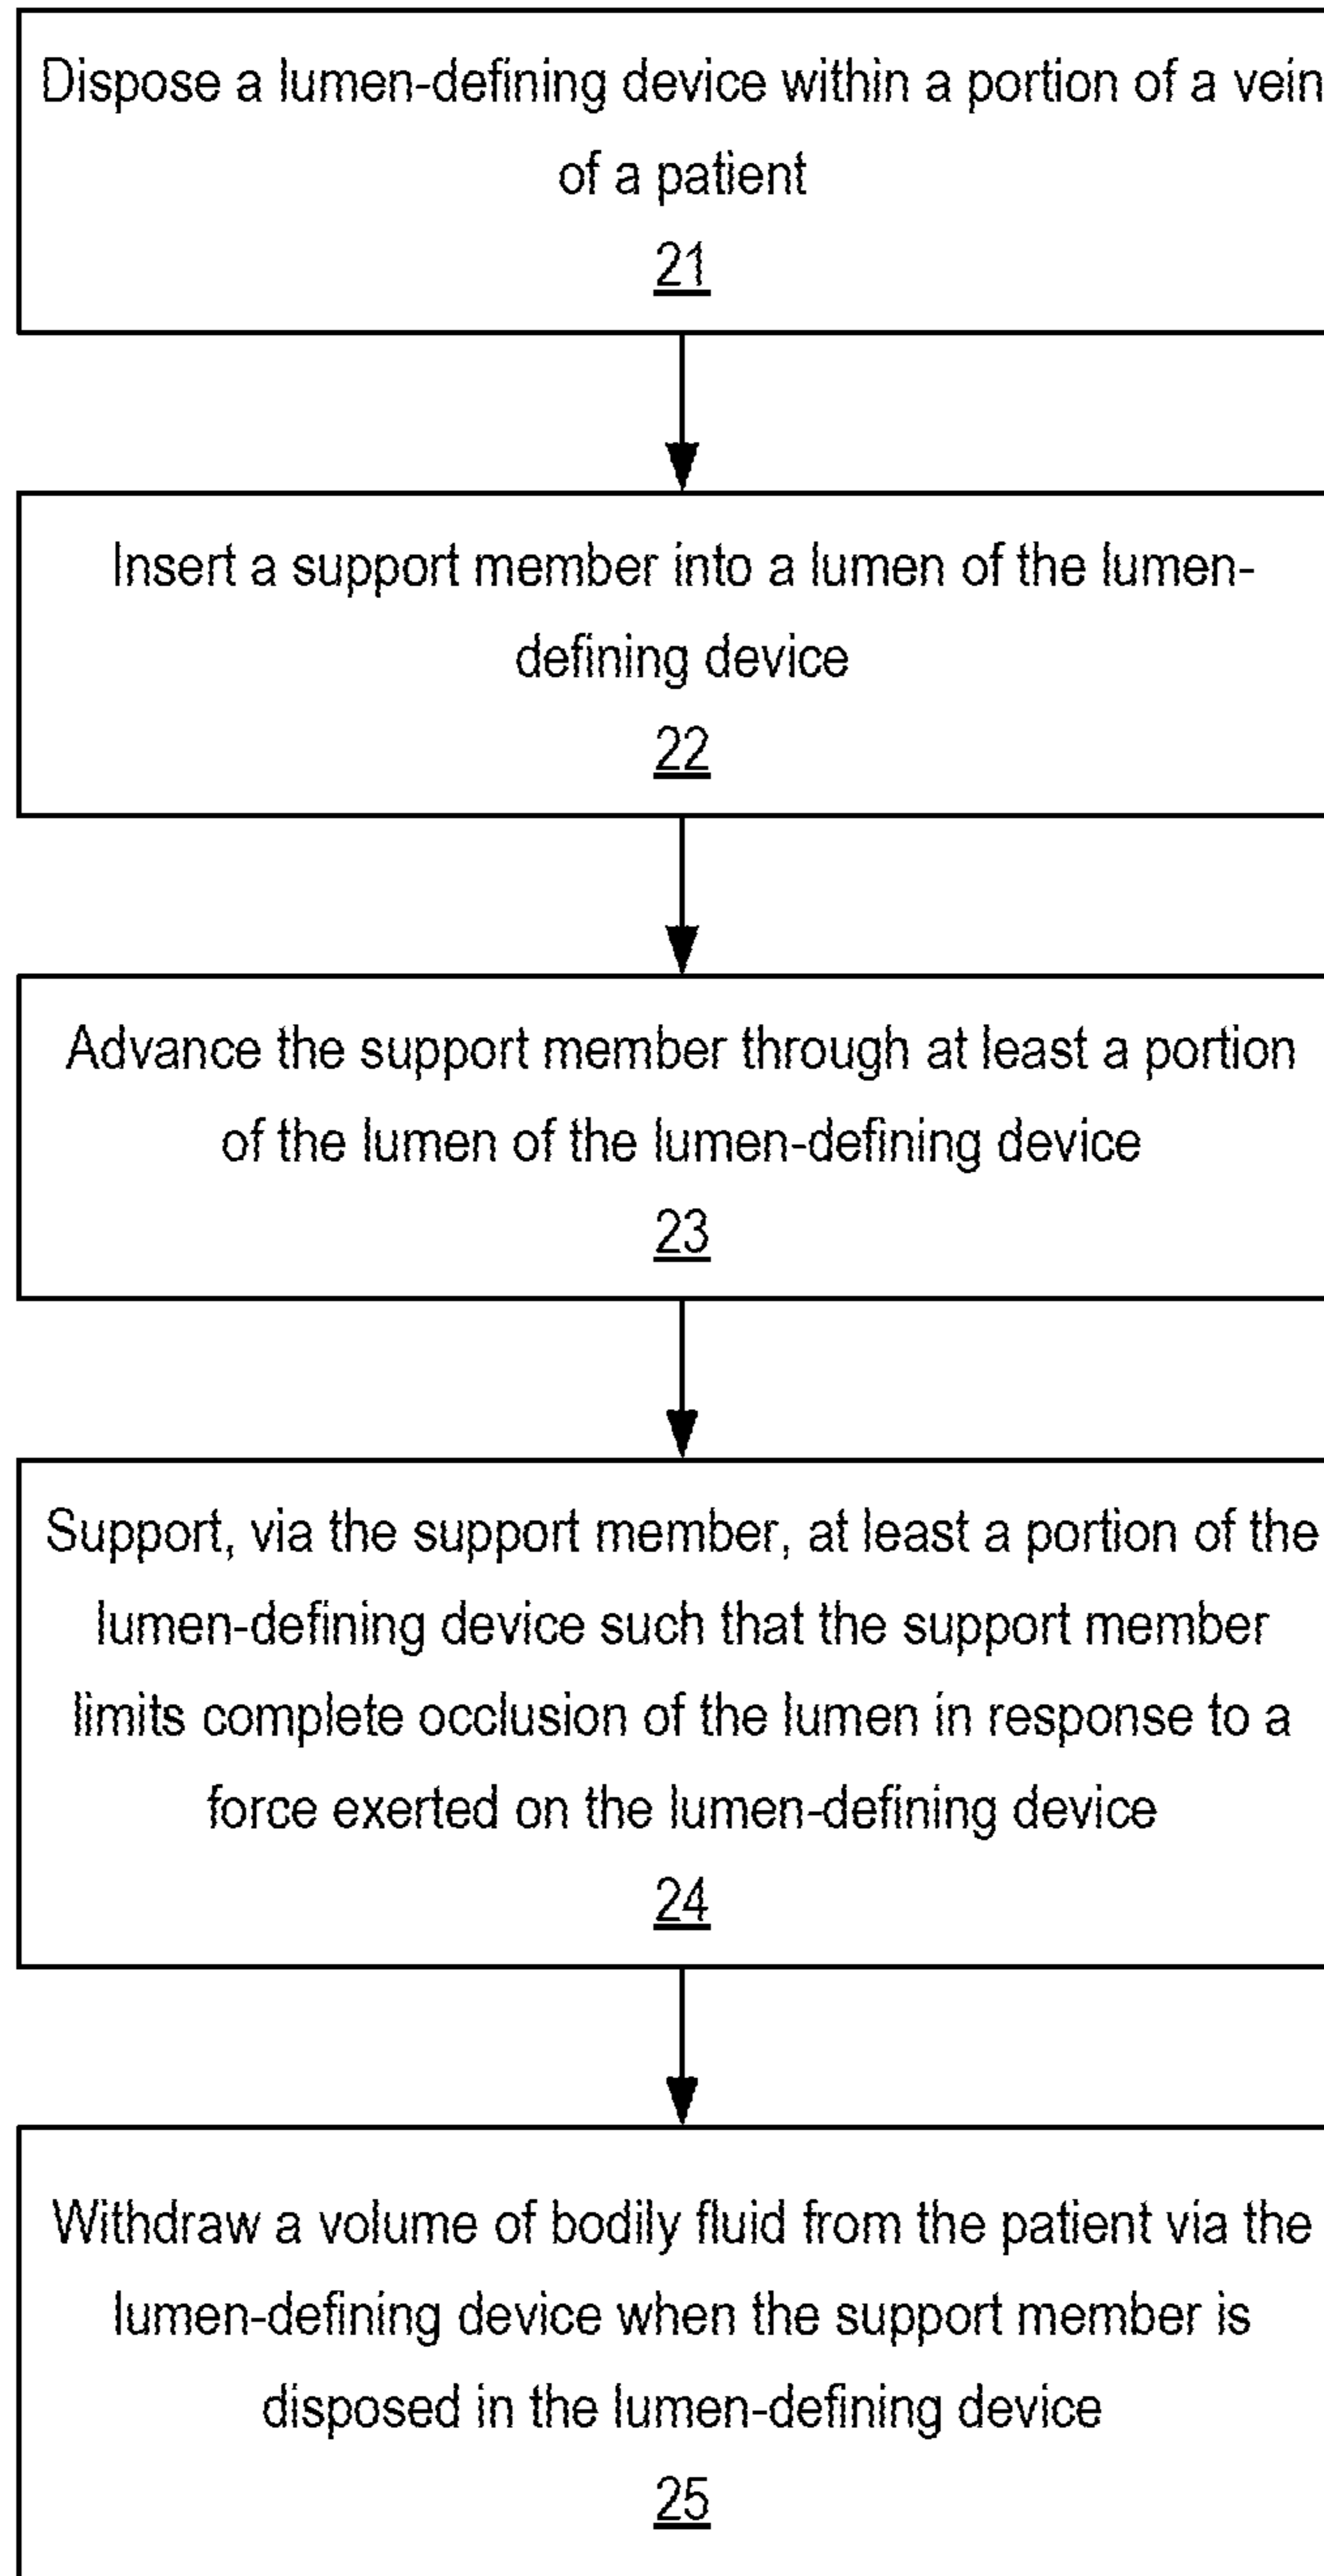 Dispose a lumen-defining device within a portion of a vein
of a patient
21
Insert a support member into a lumen of the lumen-
defining device
22
Advance the support member through at least a portion
of the lumen of the lumen-defining device
23
Support, via the support member, at least a portion of the
lumen-defining device such that the support member
limits complete occlusion of the lumen in response to a
force exerted on the lumen-defining device
24
Withdraw a volume of bodily fluid from the patient via the
lumen-defining device when the support member is
disposed in the lumen-defining device
25